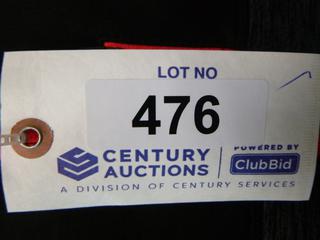 LOT NO
476
CENTURY AUCTIONS
POWERED BY
ClubBid
A DIVISION OF CENTURY SERVICES